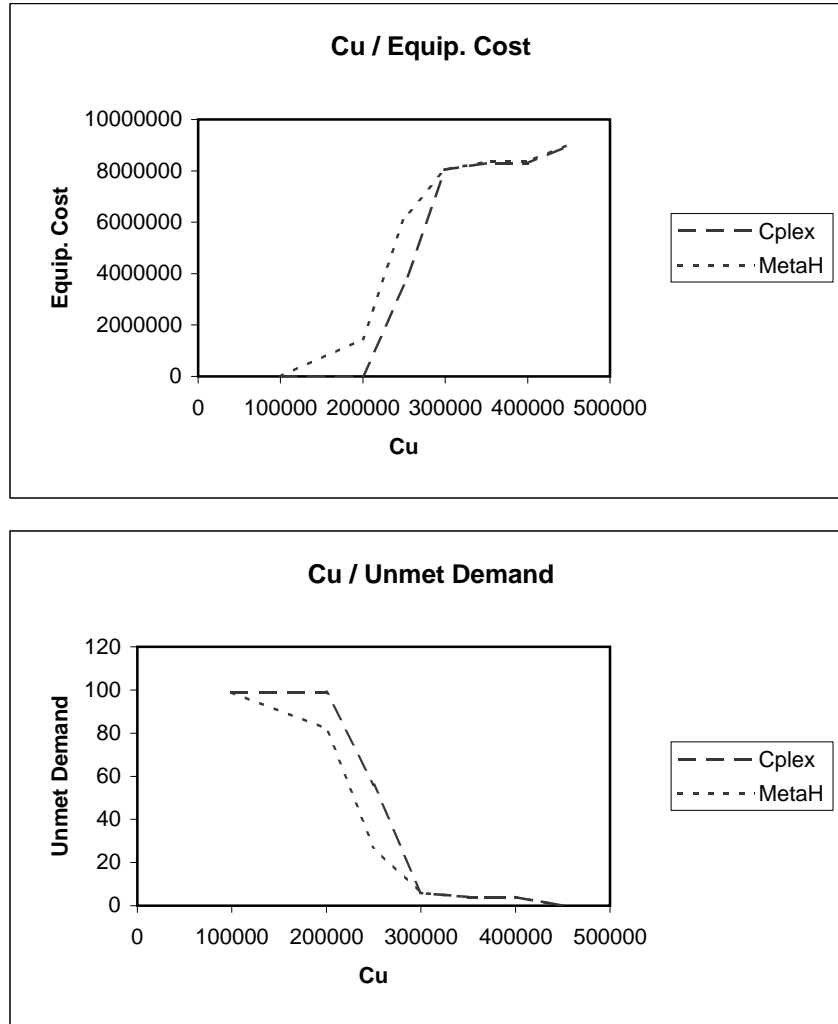 Cu / Equip. Cost
10000000
8000000
6000000
4000000
2000000
0
Equip. Cost
0 100000 200000 300000 400000 500000
Cu
Cplex
MetaH
Cu / Unmet Demand
120
100
80
60
40
20
0
Unmet Demand
0 100000 200000 300000 400000 500000
Cu
Cplex
MetaH